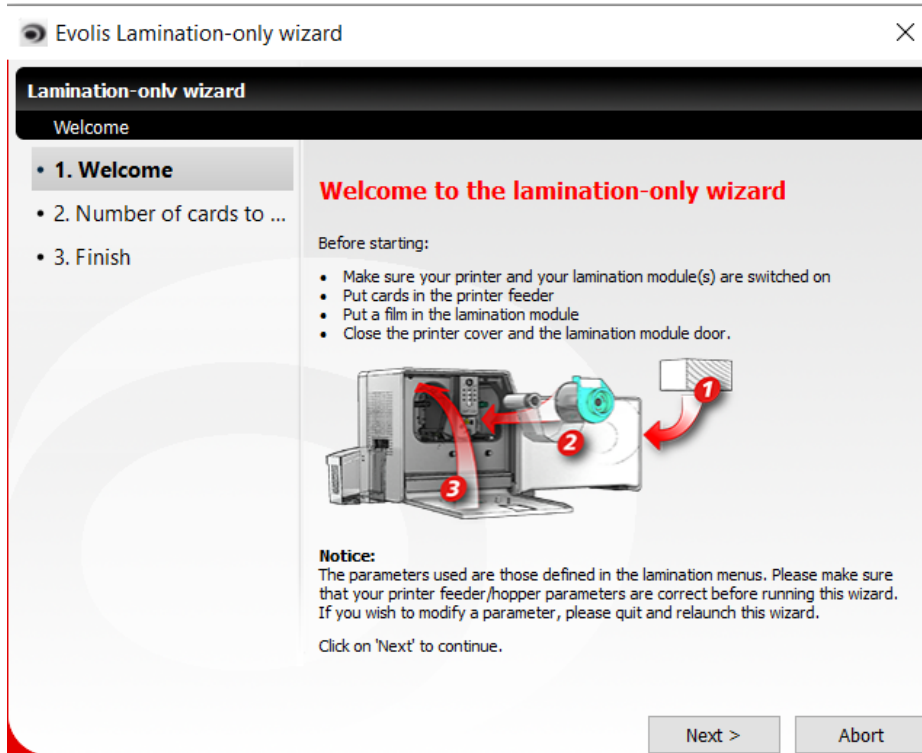 Evolis Lamination-only wizard
Lamination-only wizard
Welcome
• 1. Welcome
• 2. Number of cards to ...
• 3. Finish
Welcome to the lamination-only wizard
Before starting:
• Make sure your printer and your lamination module(s) are switched on
• Put cards in the printer feeder
• Put a film in the lamination module
• Close the printer cover and the lamination module door.
1
2
3
Notice:
The parameters used are those defined in the lamination menus. Please make sure
that your printer feeder/hopper parameters are correct before running this wizard.
If you wish to modify a parameter, please quit and relaunch this wizard.
Click on 'Next' to continue.
Next >
Abort